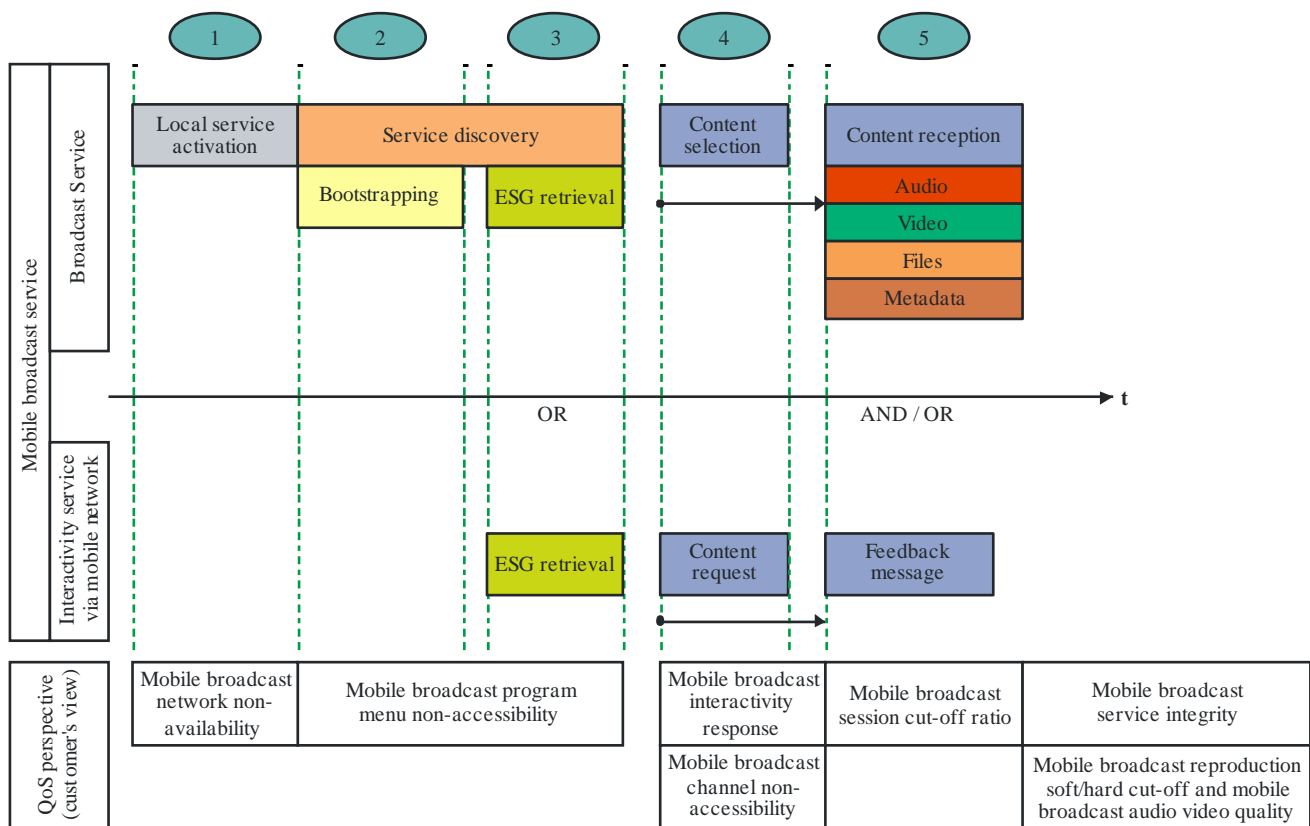 1
2
3
4
5
Mobile broadcast service
Broadcast Service
Local service
activation
Service discovery
Content
selection
Content reception
Bootstrapping
ESG retrieval
Audio
Video
Files
Metadata
t
OR
AND / OR
Interactivity service
via mobile network
ESG retrieval
Content
request
Feedback
message
QoS perspective
(customer's view)
Mobile broadcast
network non-
availability
Mobile broadcast program
menu non-accessibility
Mobile broadcast
interactivity
response
Mobile broadcast
session cut-off ratio
Mobile broadcast
service integrity
Mobile broadcast
channel non-
accessibility
Mobile broadcast reproduction
soft/hard cut-off and mobile
broadcast audio video quality